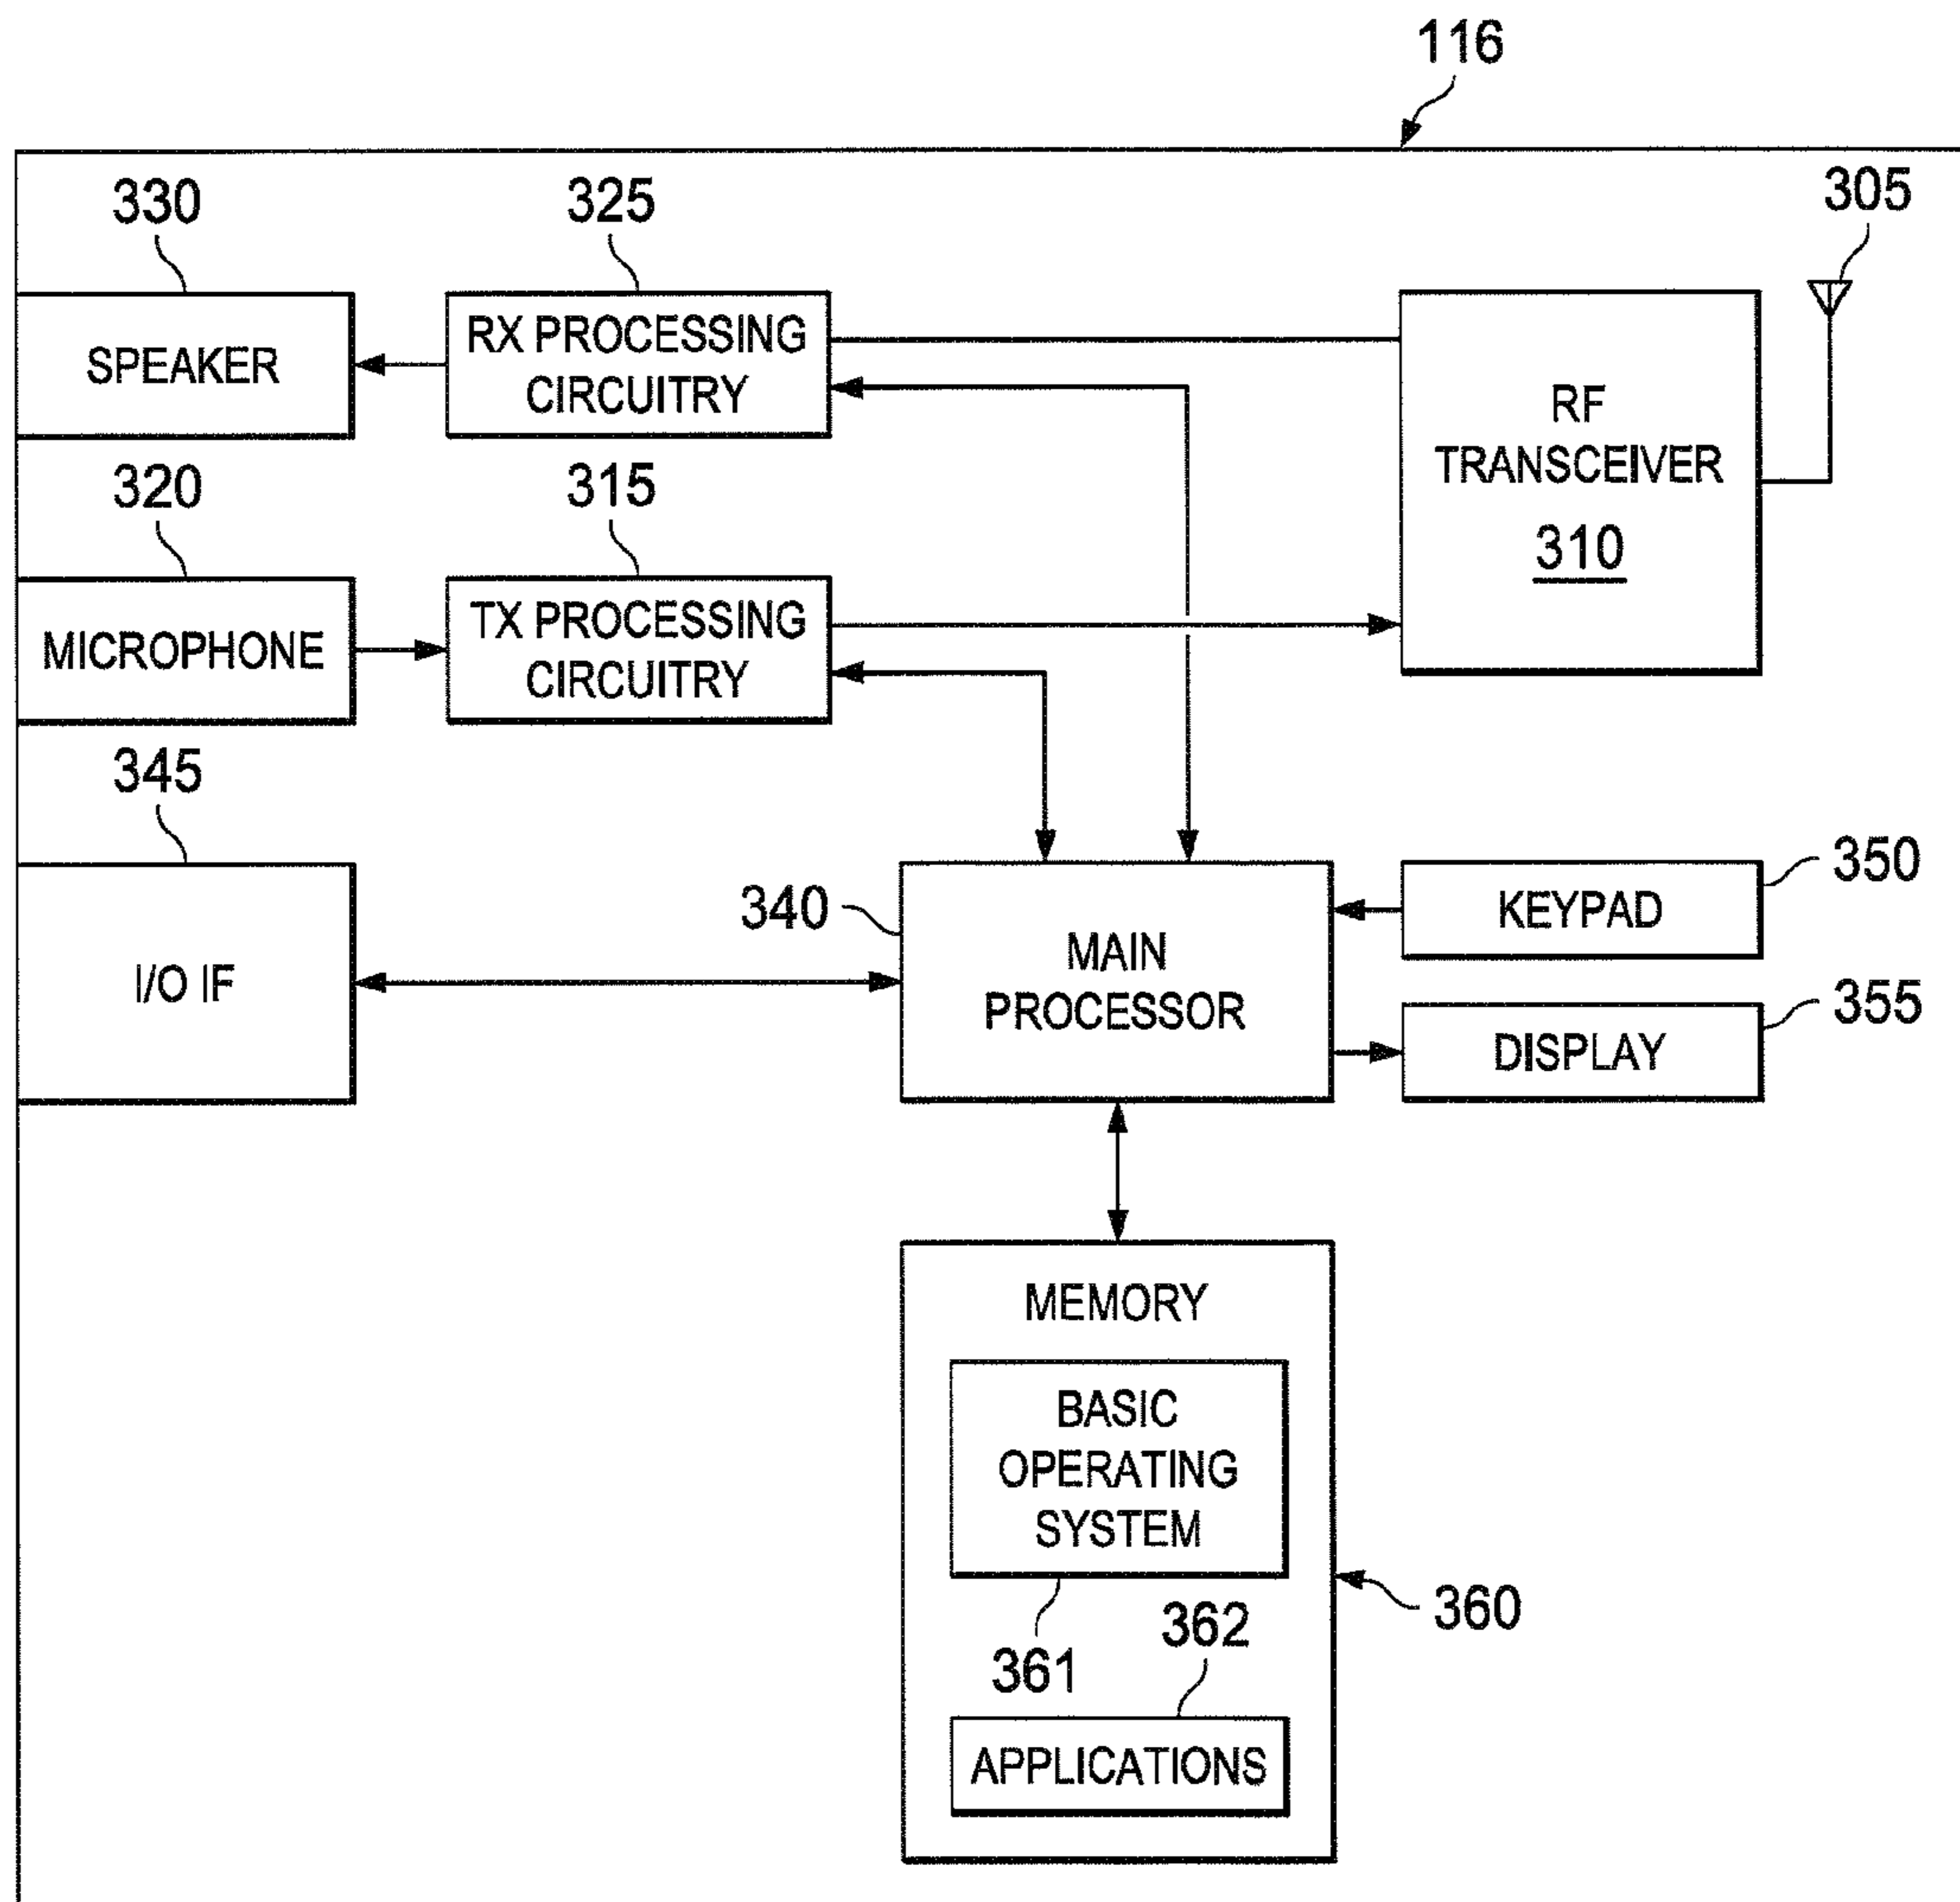 116
330
325
305
SPEAKER
RX PROCESSING
CIRCUITRY
RF
TRANSCEIVER
310
320
315
MICROPHONE
TX PROCESSING
CIRCUITRY
345
I/O IF
340
MAIN
PROCESSOR
KEYPAD
350
DISPLAY
355
MEMORY
BASIC
OPERATING
SYSTEM
361
362
360
APPLICATIONS